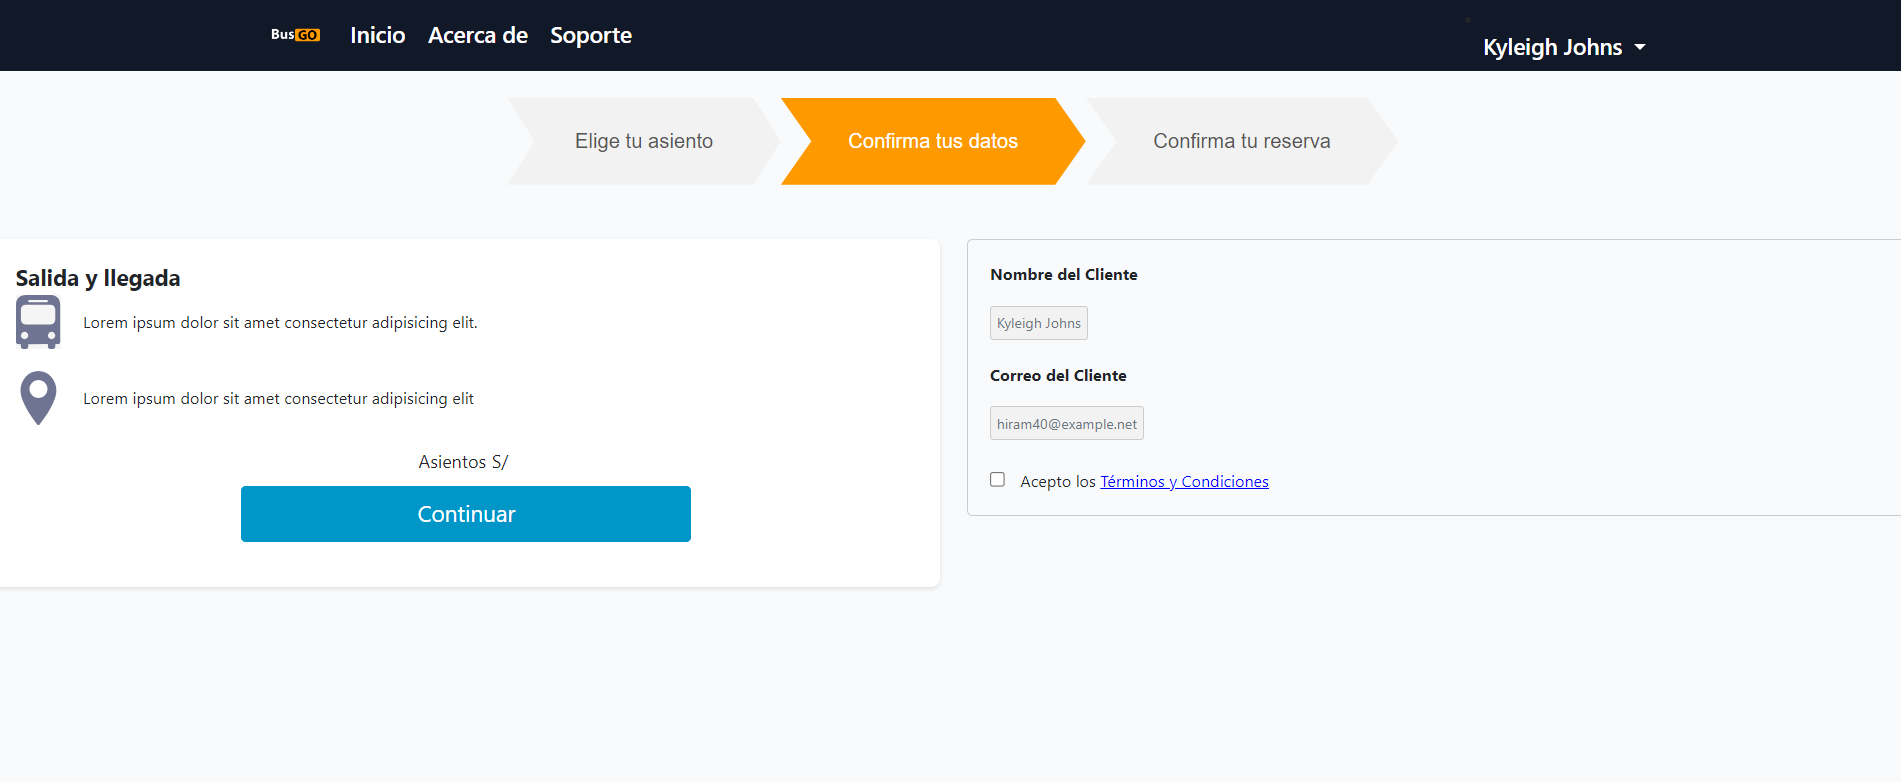 BusGO Inicio Acerca de Soporte
Kyleigh Johns
Elige tu asiento
Confirma tus datos
Confirma tu reserva
Salida y llegada
Lorem ipsum dolor sit amet consectetur adipisicing elit.
Lorem ipsum dolor sit amet consectetur adipisicing elit
Asientos S/
Continuar
Nombre del Cliente
Kyleigh Johns
Correo del Cliente
hiram40@example.net
Acepto los Términos y Condiciones